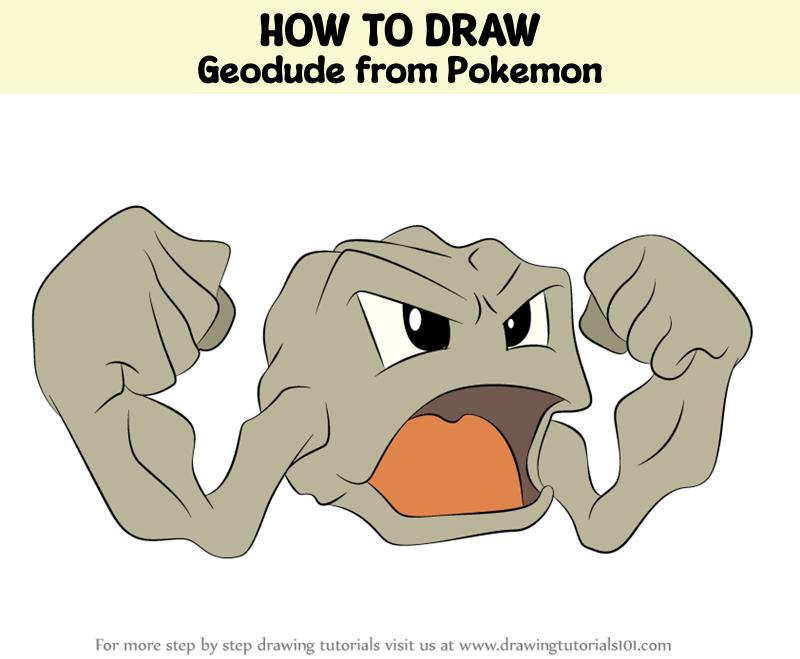 HOW TO DRAW
Geodude from Pokemon
For more step by step drawing tutorials visit us at www.drawingtutorials101.com